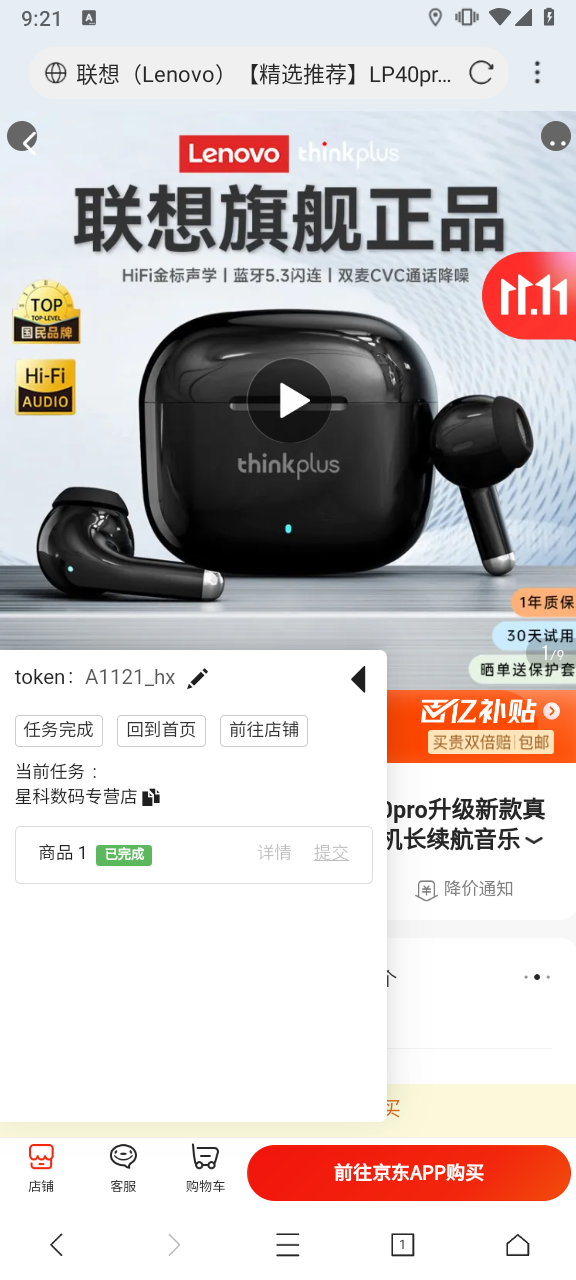 9:21
联想（Lenovo）【精选推荐】LP40pr...
Lenovo thinkplus
联想旗舰正品
HiFi金标声学丨蓝牙5.3闪连丨双麦CVC通话降噪
11.11
TOP
TOP-LEVEL
国民品牌
Hi-Fi
AUDIO
thinkplus
1年质保
30天试用
1/9
晒单送保护套
token：A1121_hx
百亿补贴
买贵双倍赔 包邮
任务完成 回到首页 前往店铺
当前任务：
星科数码专营店
0pro升级新款真
机长续航音乐
商品 1 已完成 详情 提交
降价通知
个
买
店铺 客服 购物车 前往京东APP购买
1